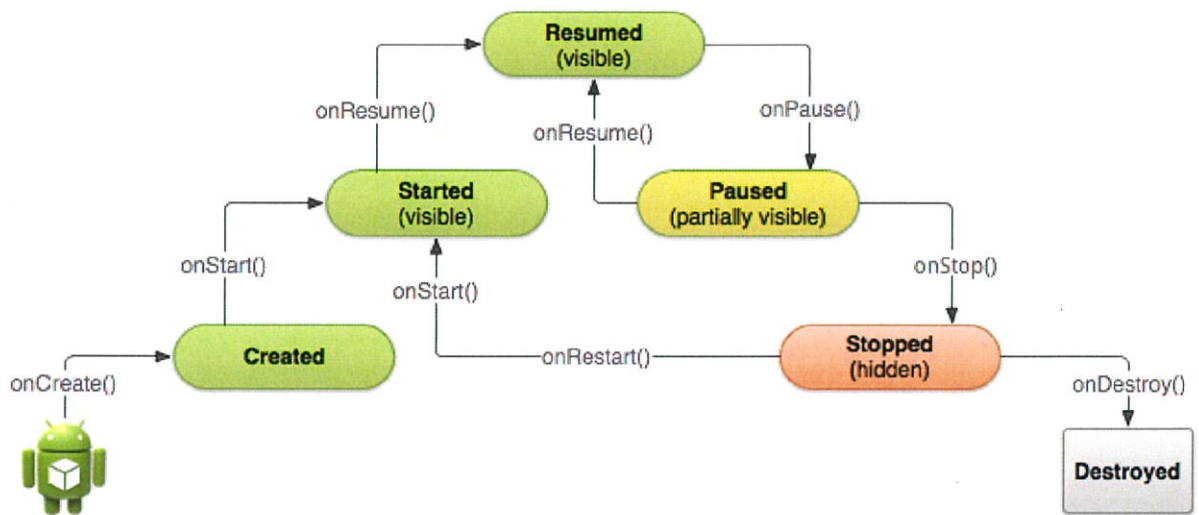 Resumed
(visible)
onResume()
onResume()
onPause()
Started
(visible)
Paused
(partially visible)
onStart()
onStart()
onStop()
Created
onRestart()
Stopped
(hidden)
onCreate()
onDestroy()
Destroyed